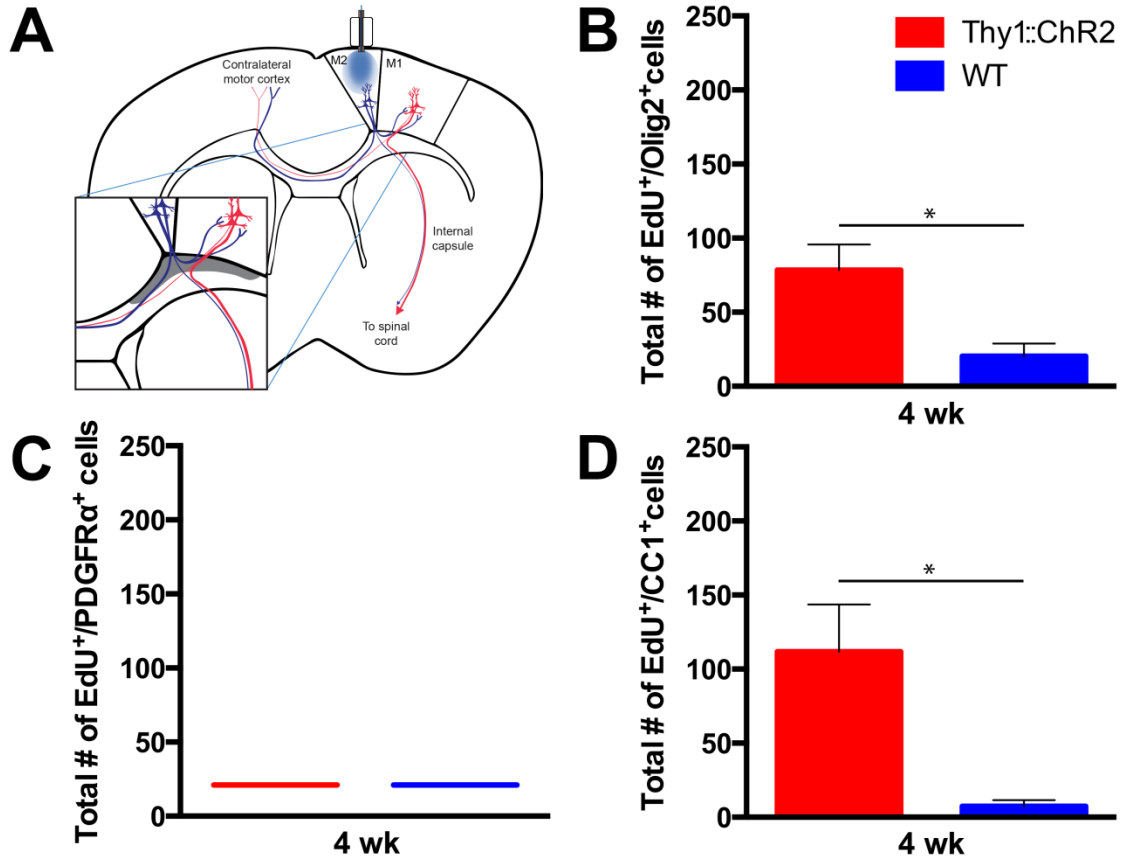 A
Contralateral
motor cortex
M2
M1
Internal
capsule
To spinal
cord
B
Total # of EdU⁺/Olig2⁺cells
250
200
150
100
50
0
*
4 wk
Thy1::ChR2
WT
C
Total # of EdU⁺/PDGFRα⁺ cells
250
200
150
100
50
0
4 wk
D
Total # of EdU⁺/CC1⁺cells
250
200
150
100
50
0
*
4 wk